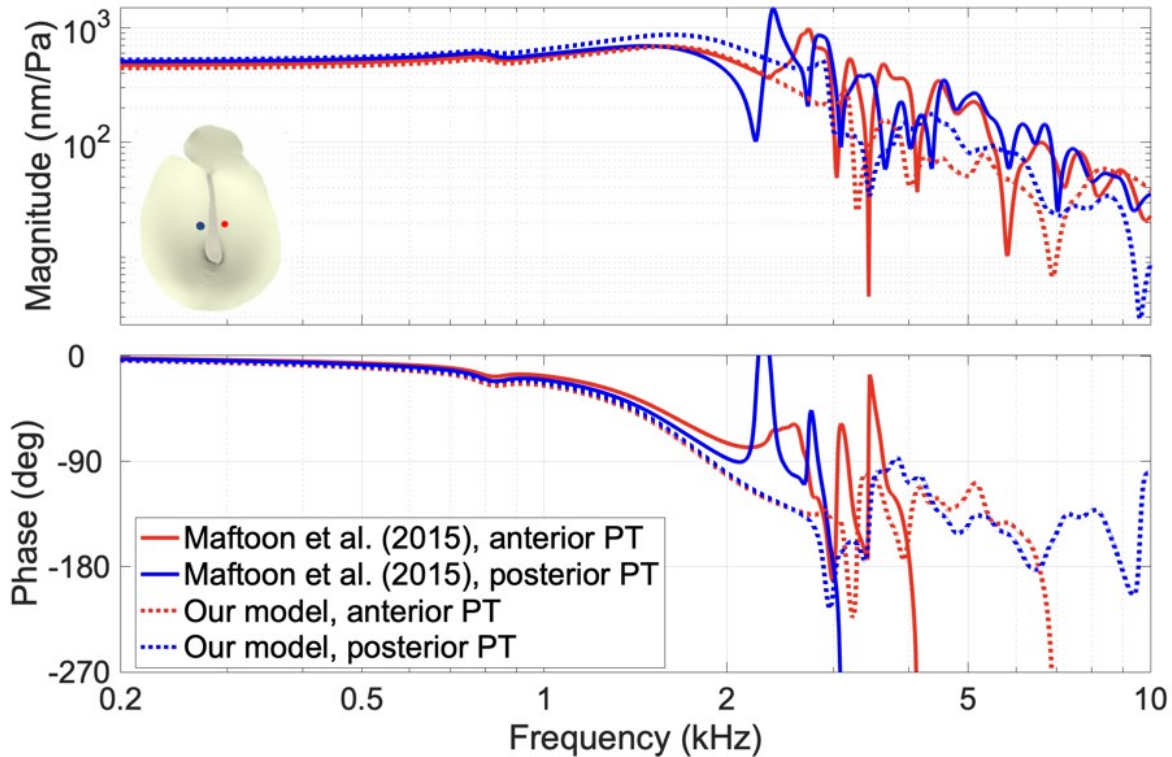 10³
10²
Magnitude (nm/Pa)
0
-90
-180
-270
Phase (deg)
Maftoon et al. (2015), anterior PT
Maftoon et al. (2015), posterior PT
Our model, anterior PT
Our model, posterior PT
0.2 0.5 1 2 5 10
Frequency (kHz)